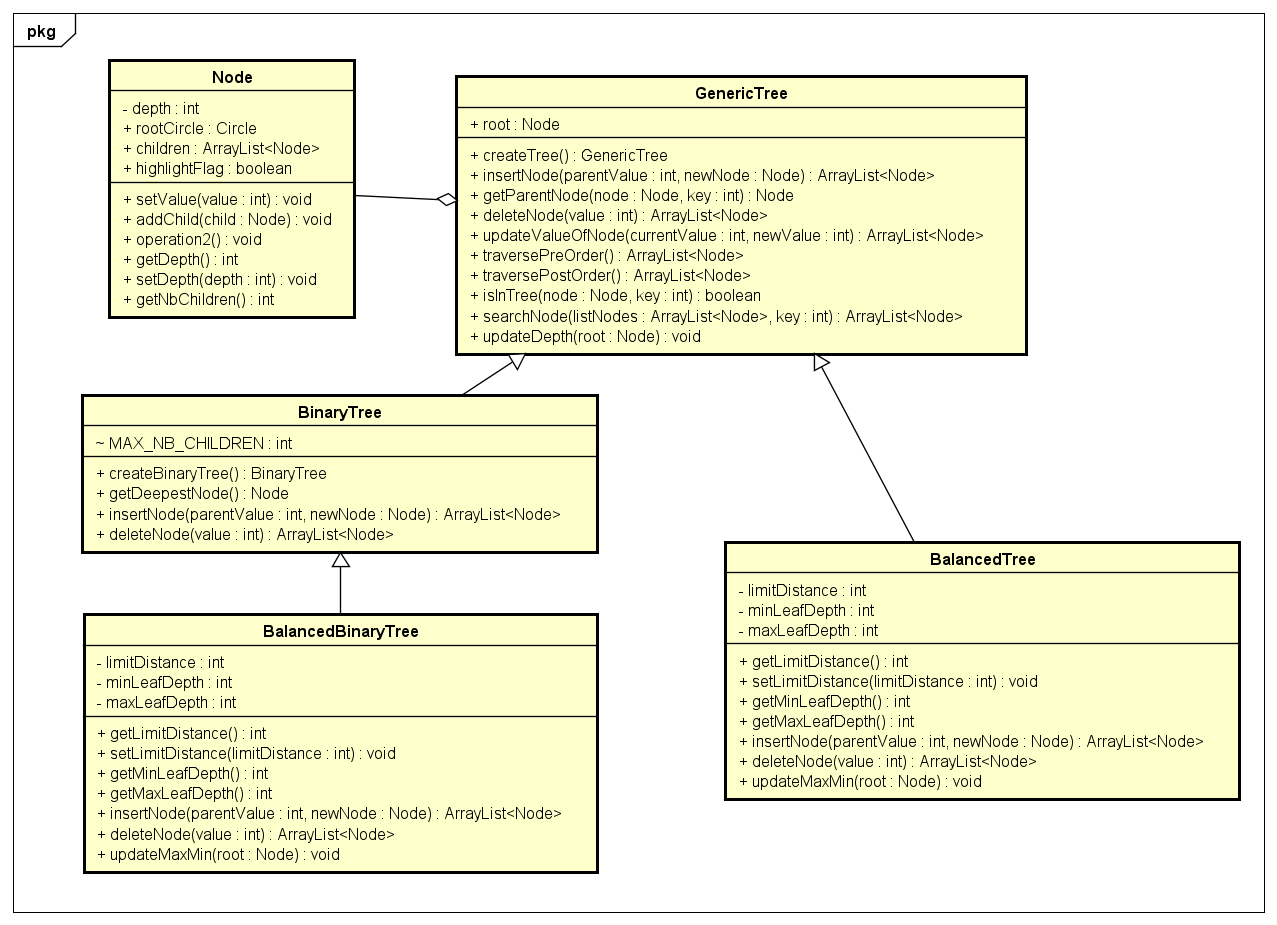 pkg
Node
- depth : int
+ rootCircle : Circle
+ children : ArrayList<Node>
+ highlightFlag : boolean
+ setValue(value : int) : void
+ addChild(child : Node) : void
+ operation2() : void
+ getDepth() : int
+ setDepth(depth : int) : void
+ getNbChildren() : int
GenericTree
+ root : Node
+ createTree() : GenericTree
+ insertNode(parentValue : int, newNode : Node) : ArrayList<Node>
+ getParentNode(node : Node, key : int) : Node
+ deleteNode(value : int) : ArrayList<Node>
+ updateValueOfNode(currentValue : int, newValue : int) : ArrayList<Node>
+ traversePreOrder() : ArrayList<Node>
+ traversePostOrder() : ArrayList<Node>
+ isInTree(node : Node, key : int) : boolean
+ searchNode(listNodes : ArrayList<Node>, key : int) : ArrayList<Node>
+ updateDepth(root : Node) : void
BinaryTree
~ MAX_NB_CHILDREN : int
+ createBinaryTree() : BinaryTree
+ getDeepestNode() : Node
+ insertNode(parentValue : int, newNode : Node) : ArrayList<Node>
+ deleteNode(value : int) : ArrayList<Node>
BalancedBinaryTree
- limitDistance : int
- minLeafDepth : int
- maxLeafDepth : int
+ getLimitDistance() : int
+ setLimitDistance(limitDistance : int) : void
+ getMinLeafDepth() : int
+ getMaxLeafDepth() : int
+ insertNode(parentValue : int, newNode : Node) : ArrayList<Node>
+ deleteNode(value : int) : ArrayList<Node>
+ updateMaxMin(root : Node) : void
BalancedTree
- limitDistance : int
- minLeafDepth : int
- maxLeafDepth : int
+ getLimitDistance() : int
+ setLimitDistance(limitDistance : int) : void
+ getMinLeafDepth() : int
+ getMaxLeafDepth() : int
+ insertNode(parentValue : int, newNode : Node) : ArrayList<Node>
+ deleteNode(value : int) : ArrayList<Node>
+ updateMaxMin(root : Node) : void